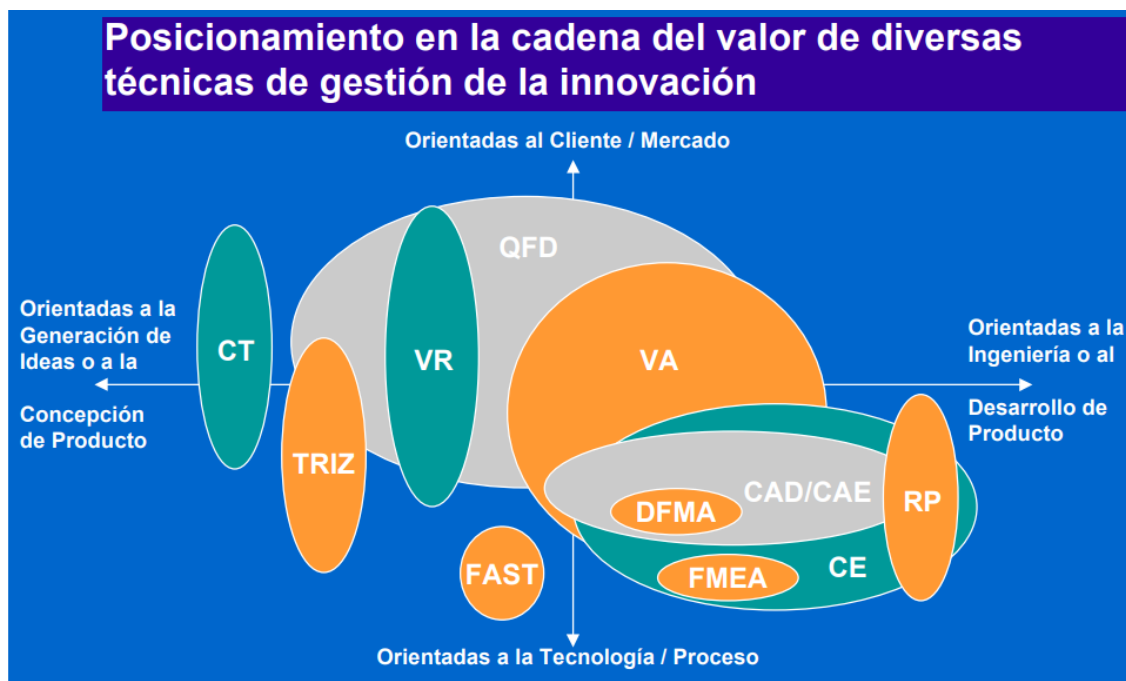 Posicionamiento en la cadena del valor de diversas
técnicas de gestión de la innovación
Orientadas al Cliente / Mercado
QFD
Orientadas a la
Generación de
Ideas o a la
Concepción
de Producto
CT
VR
VA
Orientadas a la
Ingeniería o al
Desarrollo de
Producto
TRIZ
CAD/CAE
RP
DFMA
FAST
FMEA
CE
Orientadas a la Tecnología / Proceso